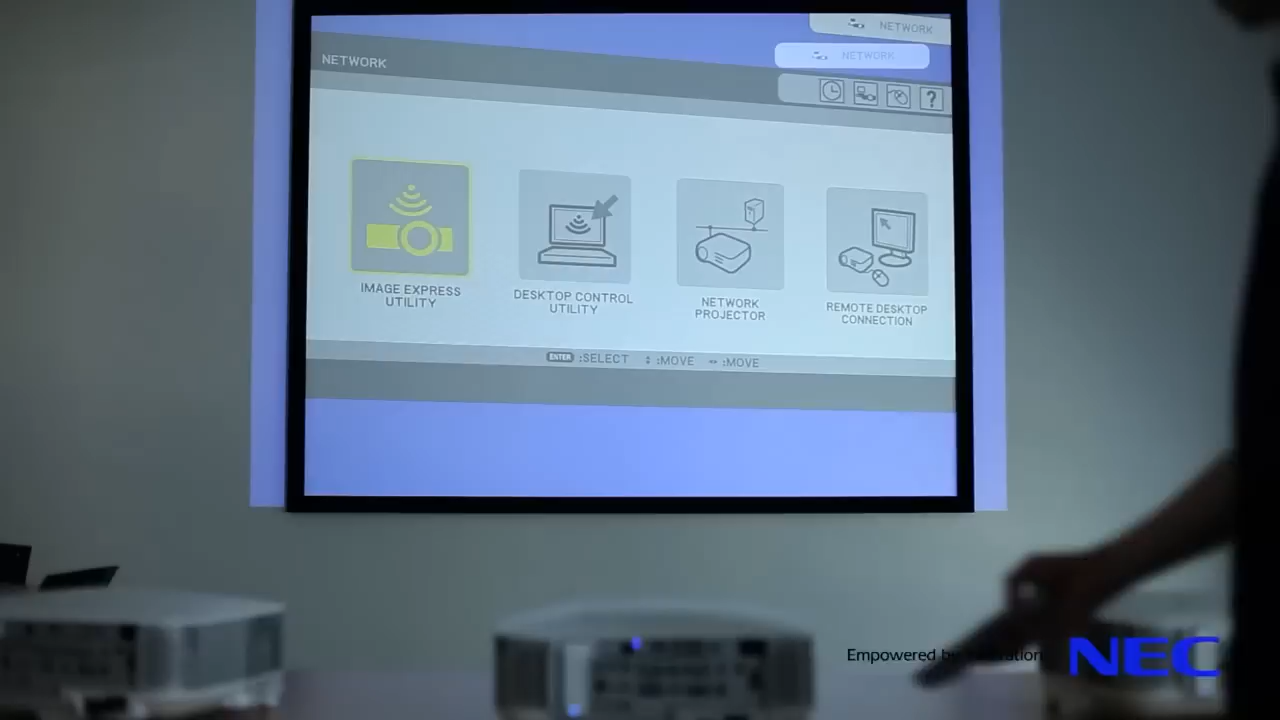 NETWORK
NETWORK
NETWORK
?
IMAGE EXPRESS
UTILITY
DESKTOP CONTROL
UTILITY
NETWORK
PROJECTOR
REMOTE DESKTOP
CONNECTION
ENTER :SELECT :MOVE :MOVE
Empowered by
NEC